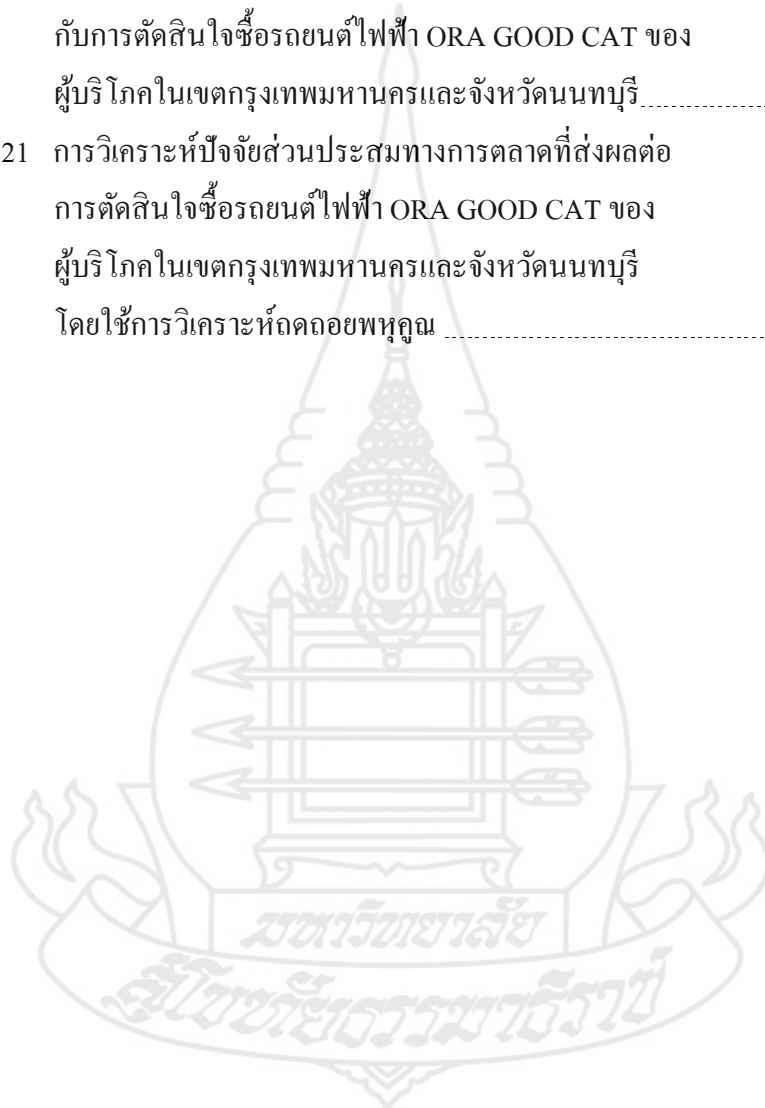 กับการตัดสินใจซื้อรถยนต์ไฟฟ้า ORA GOOD CAT ของ
ผู้บริโภคในเขตกรุงเทพมหานครและจังหวัดนนทบุรี
21 การวิเคราะห์ปัจจัยส่วนประสมทางการตลาดที่ส่งผลต่อ
การตัดสินใจซื้อรถยนต์ไฟฟ้า ORA GOOD CAT ของ
ผู้บริโภคในเขตกรุงเทพมหานครและจังหวัดนนทบุรี
โดยใช้การวิเคราะห์ถดถอยพหุคูณ
มหาวิทยาลัย
สุโขทัยธรรมาธิราช